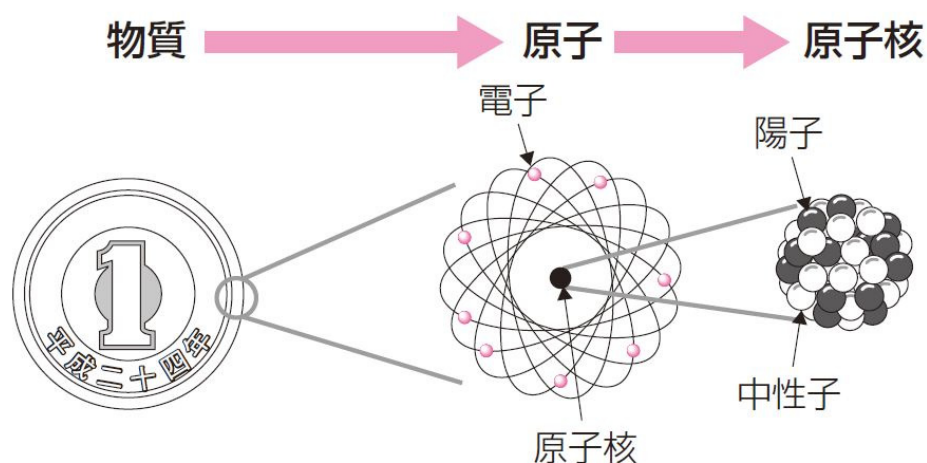 物質 原子 原子核
電子
陽子
1
平成二十四年
中性子
原子核